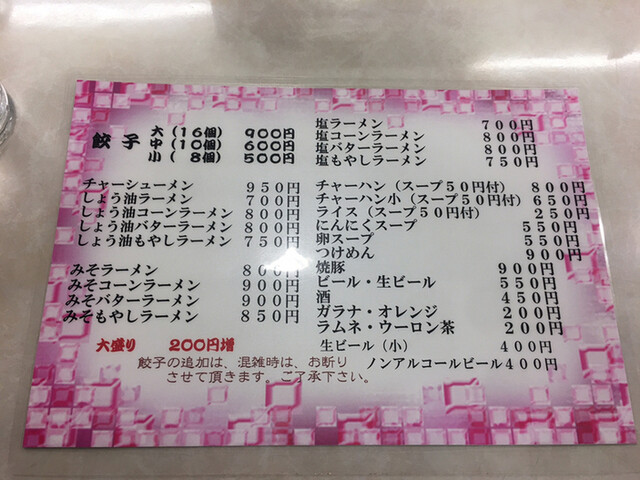 餃子 大(16個) 900円
中(10個) 600円
小( 8個) 500円
チャーシューメン 950円
しょう油ラーメン 700円
しょう油コーンラーメン 800円
しょう油バターラーメン 800円
しょう油もやしラーメン 750円
みそラーメン 800円
みそコーンラーメン 900円
みそバターラーメン 900円
みそもやしラーメン 850円
大盛り 200円増
餃子の追加は、混雑時は、お断り
させて頂きます。ご了承下さい。
塩ラーメン 700円
塩コーンラーメン 800円
塩バターラーメン 800円
塩もやしラーメン 750円
チャーハン(スープ50円付) 800円
チャーハン小(スープ50円付) 650円
ライス(スープ50円付) 250円
にんにくスープ 550円
卵スープ 550円
つけめん 900円
焼豚 900円
ビール・生ビール 550円
酒 450円
ガラナ・オレンジ 200円
ラムネ・ウーロン茶 200円
生ビール(小) 400円
ノンアルコールビール400円